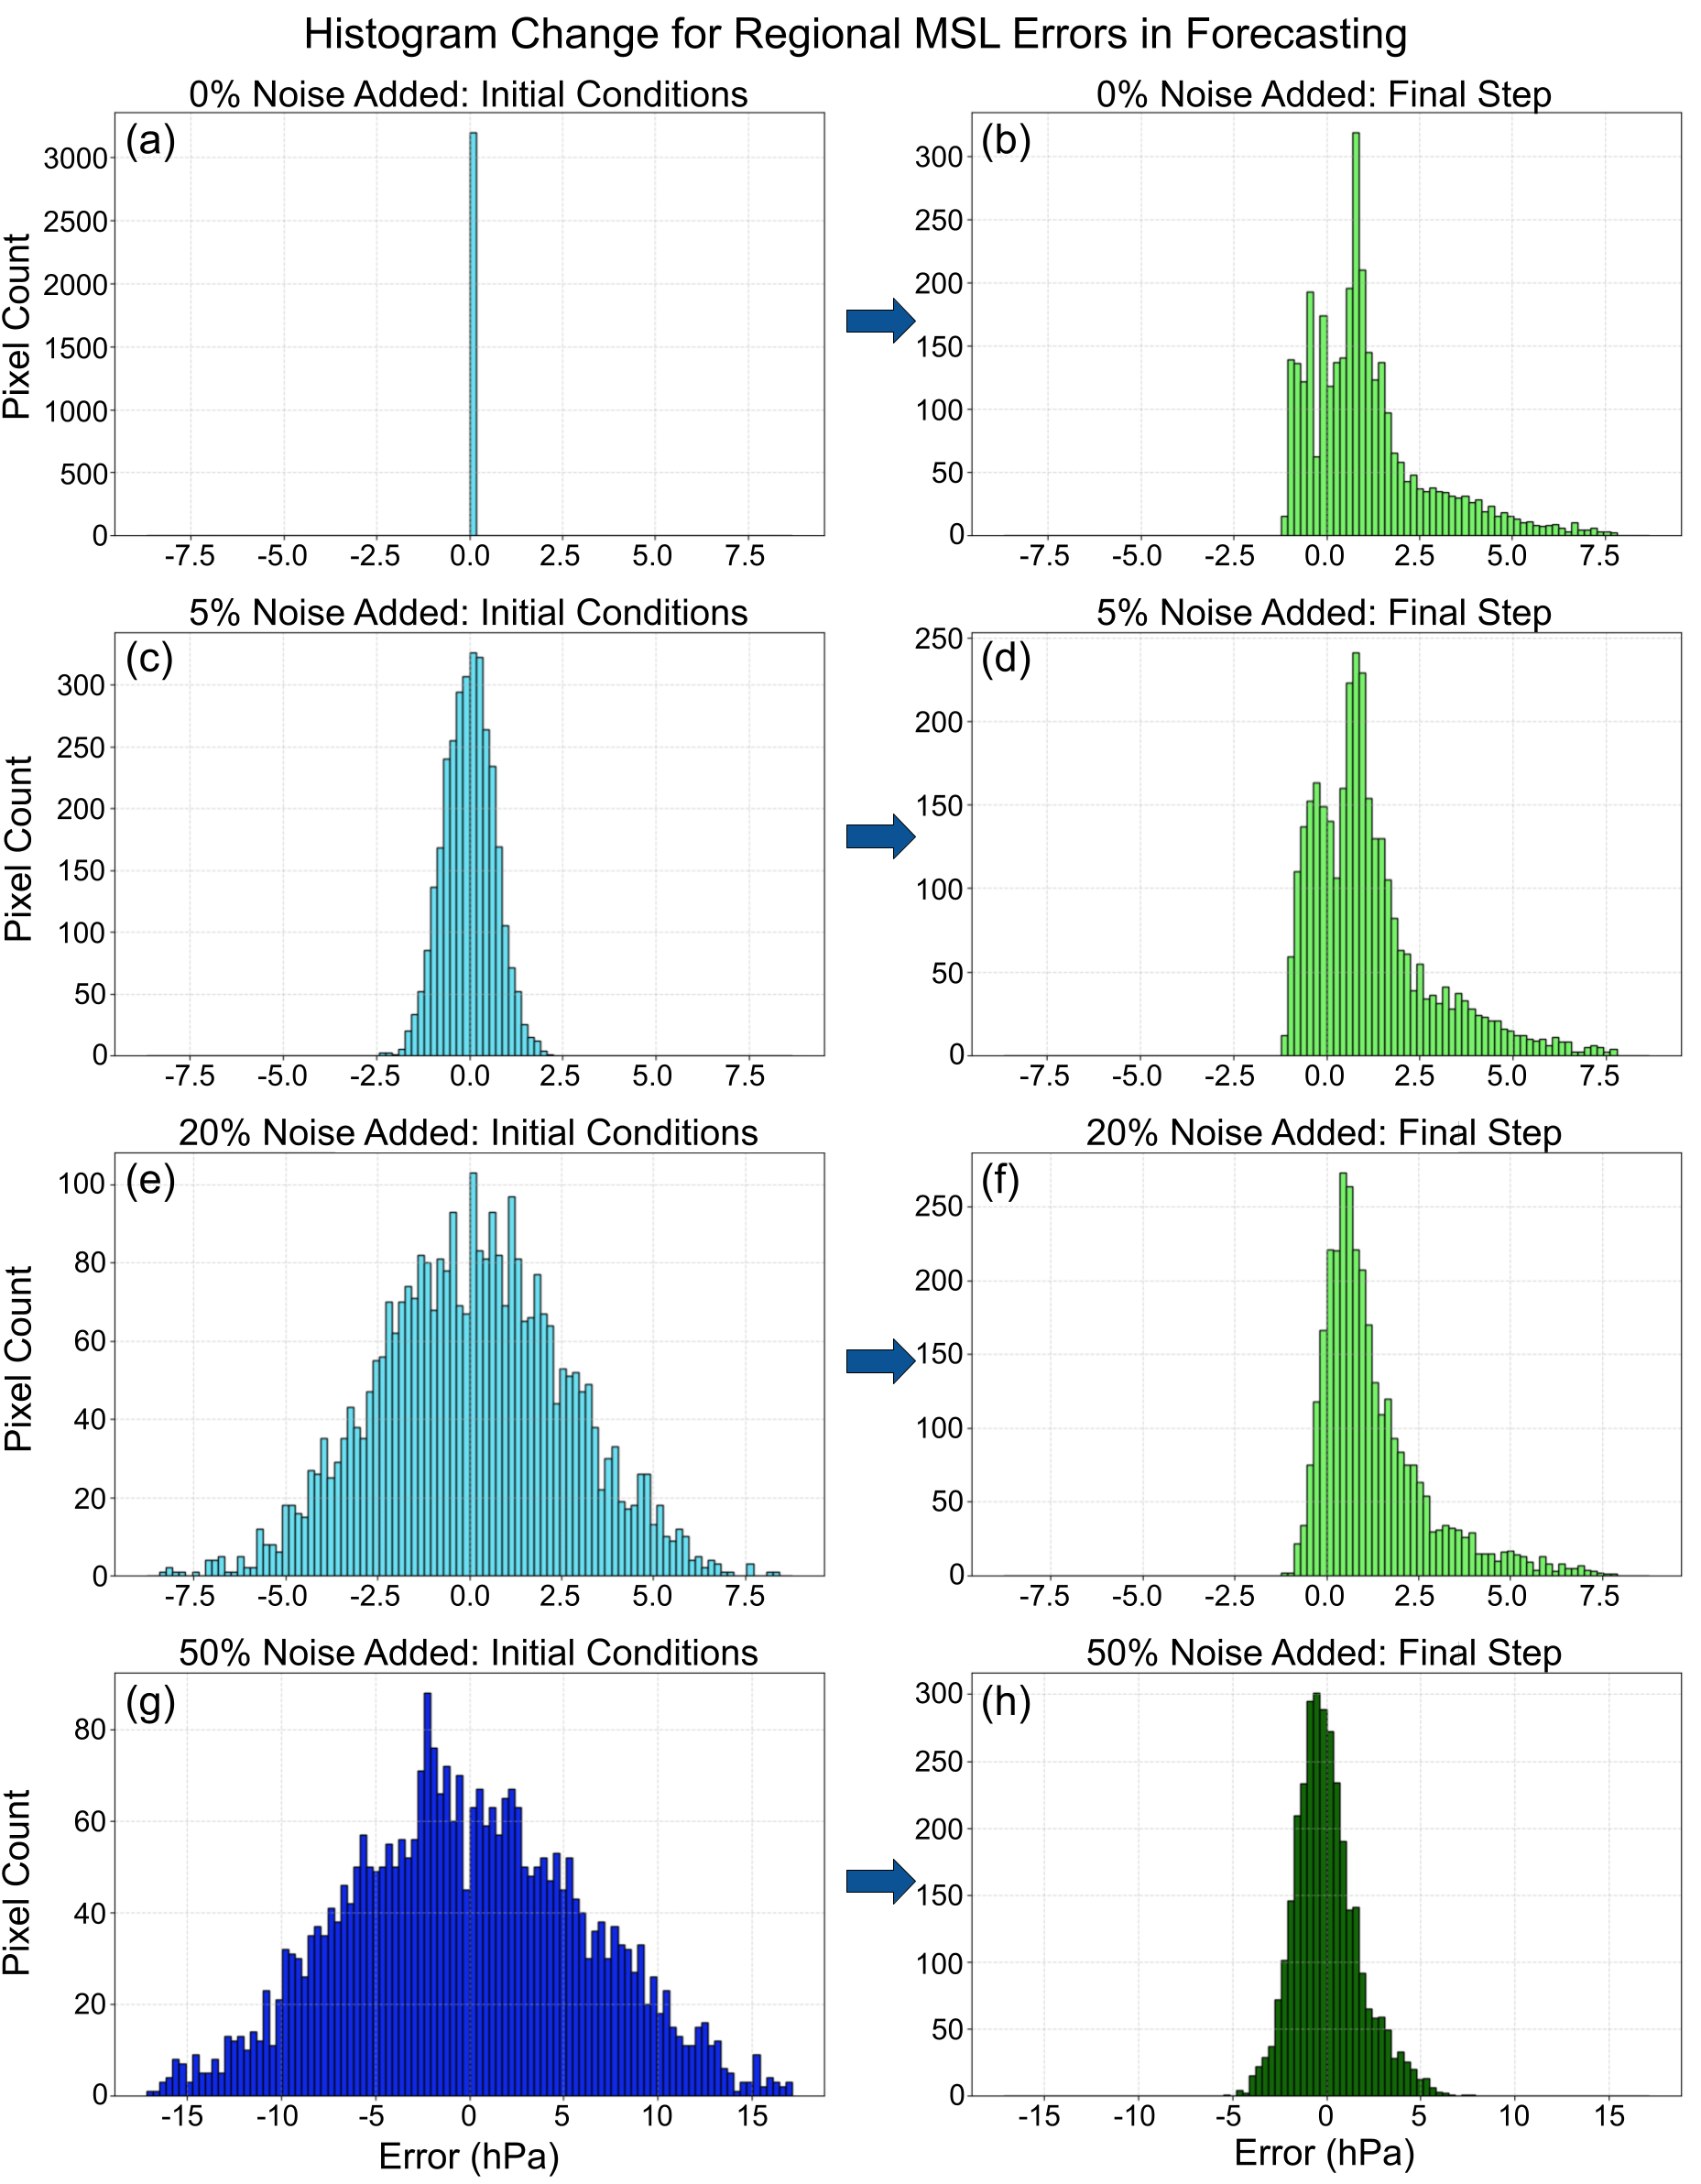 Histogram Change for Regional MSL Errors in Forecasting
0% Noise Added: Initial Conditions
(a)
Pixel Count
3000
2500
2000
1500
1000
500
0
-7.5 -5.0 -2.5 0.0 2.5 5.0 7.5
0% Noise Added: Final Step
(b)
300
250
200
150
100
50
0
-7.5 -5.0 -2.5 0.0 2.5 5.0 7.5
5% Noise Added: Initial Conditions
(c)
Pixel Count
300
250
200
150
100
50
0
-7.5 -5.0 -2.5 0.0 2.5 5.0 7.5
5% Noise Added: Final Step
(d)
250
200
150
100
50
0
-7.5 -5.0 -2.5 0.0 2.5 5.0 7.5
20% Noise Added: Initial Conditions
(e)
Pixel Count
100
80
60
40
20
0
-7.5 -5.0 -2.5 0.0 2.5 5.0 7.5
20% Noise Added: Final Step
(f)
250
200
150
100
50
0
-7.5 -5.0 -2.5 0.0 2.5 5.0 7.5
50% Noise Added: Initial Conditions
(g)
Pixel Count
80
60
40
20
0
-15 -10 -5 0 5 10 15
Error (hPa)
50% Noise Added: Final Step
(h)
300
250
200
150
100
50
0
-15 -10 -5 0 5 10 15
Error (hPa)